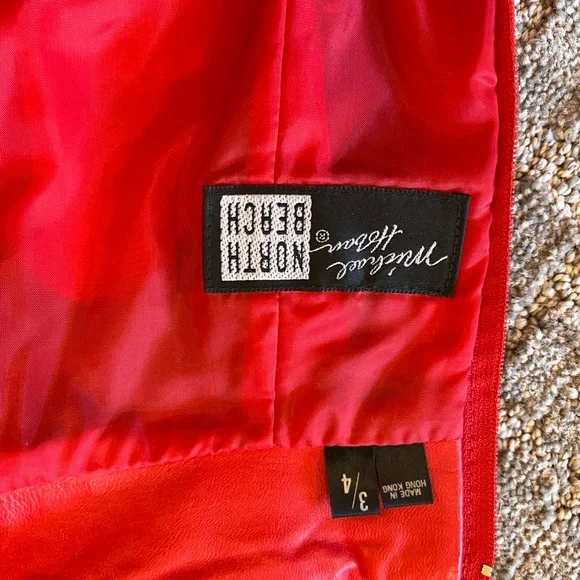 Michael
Hoban®
NORTH
BEACH
3/4
MADE IN
HONG KONG